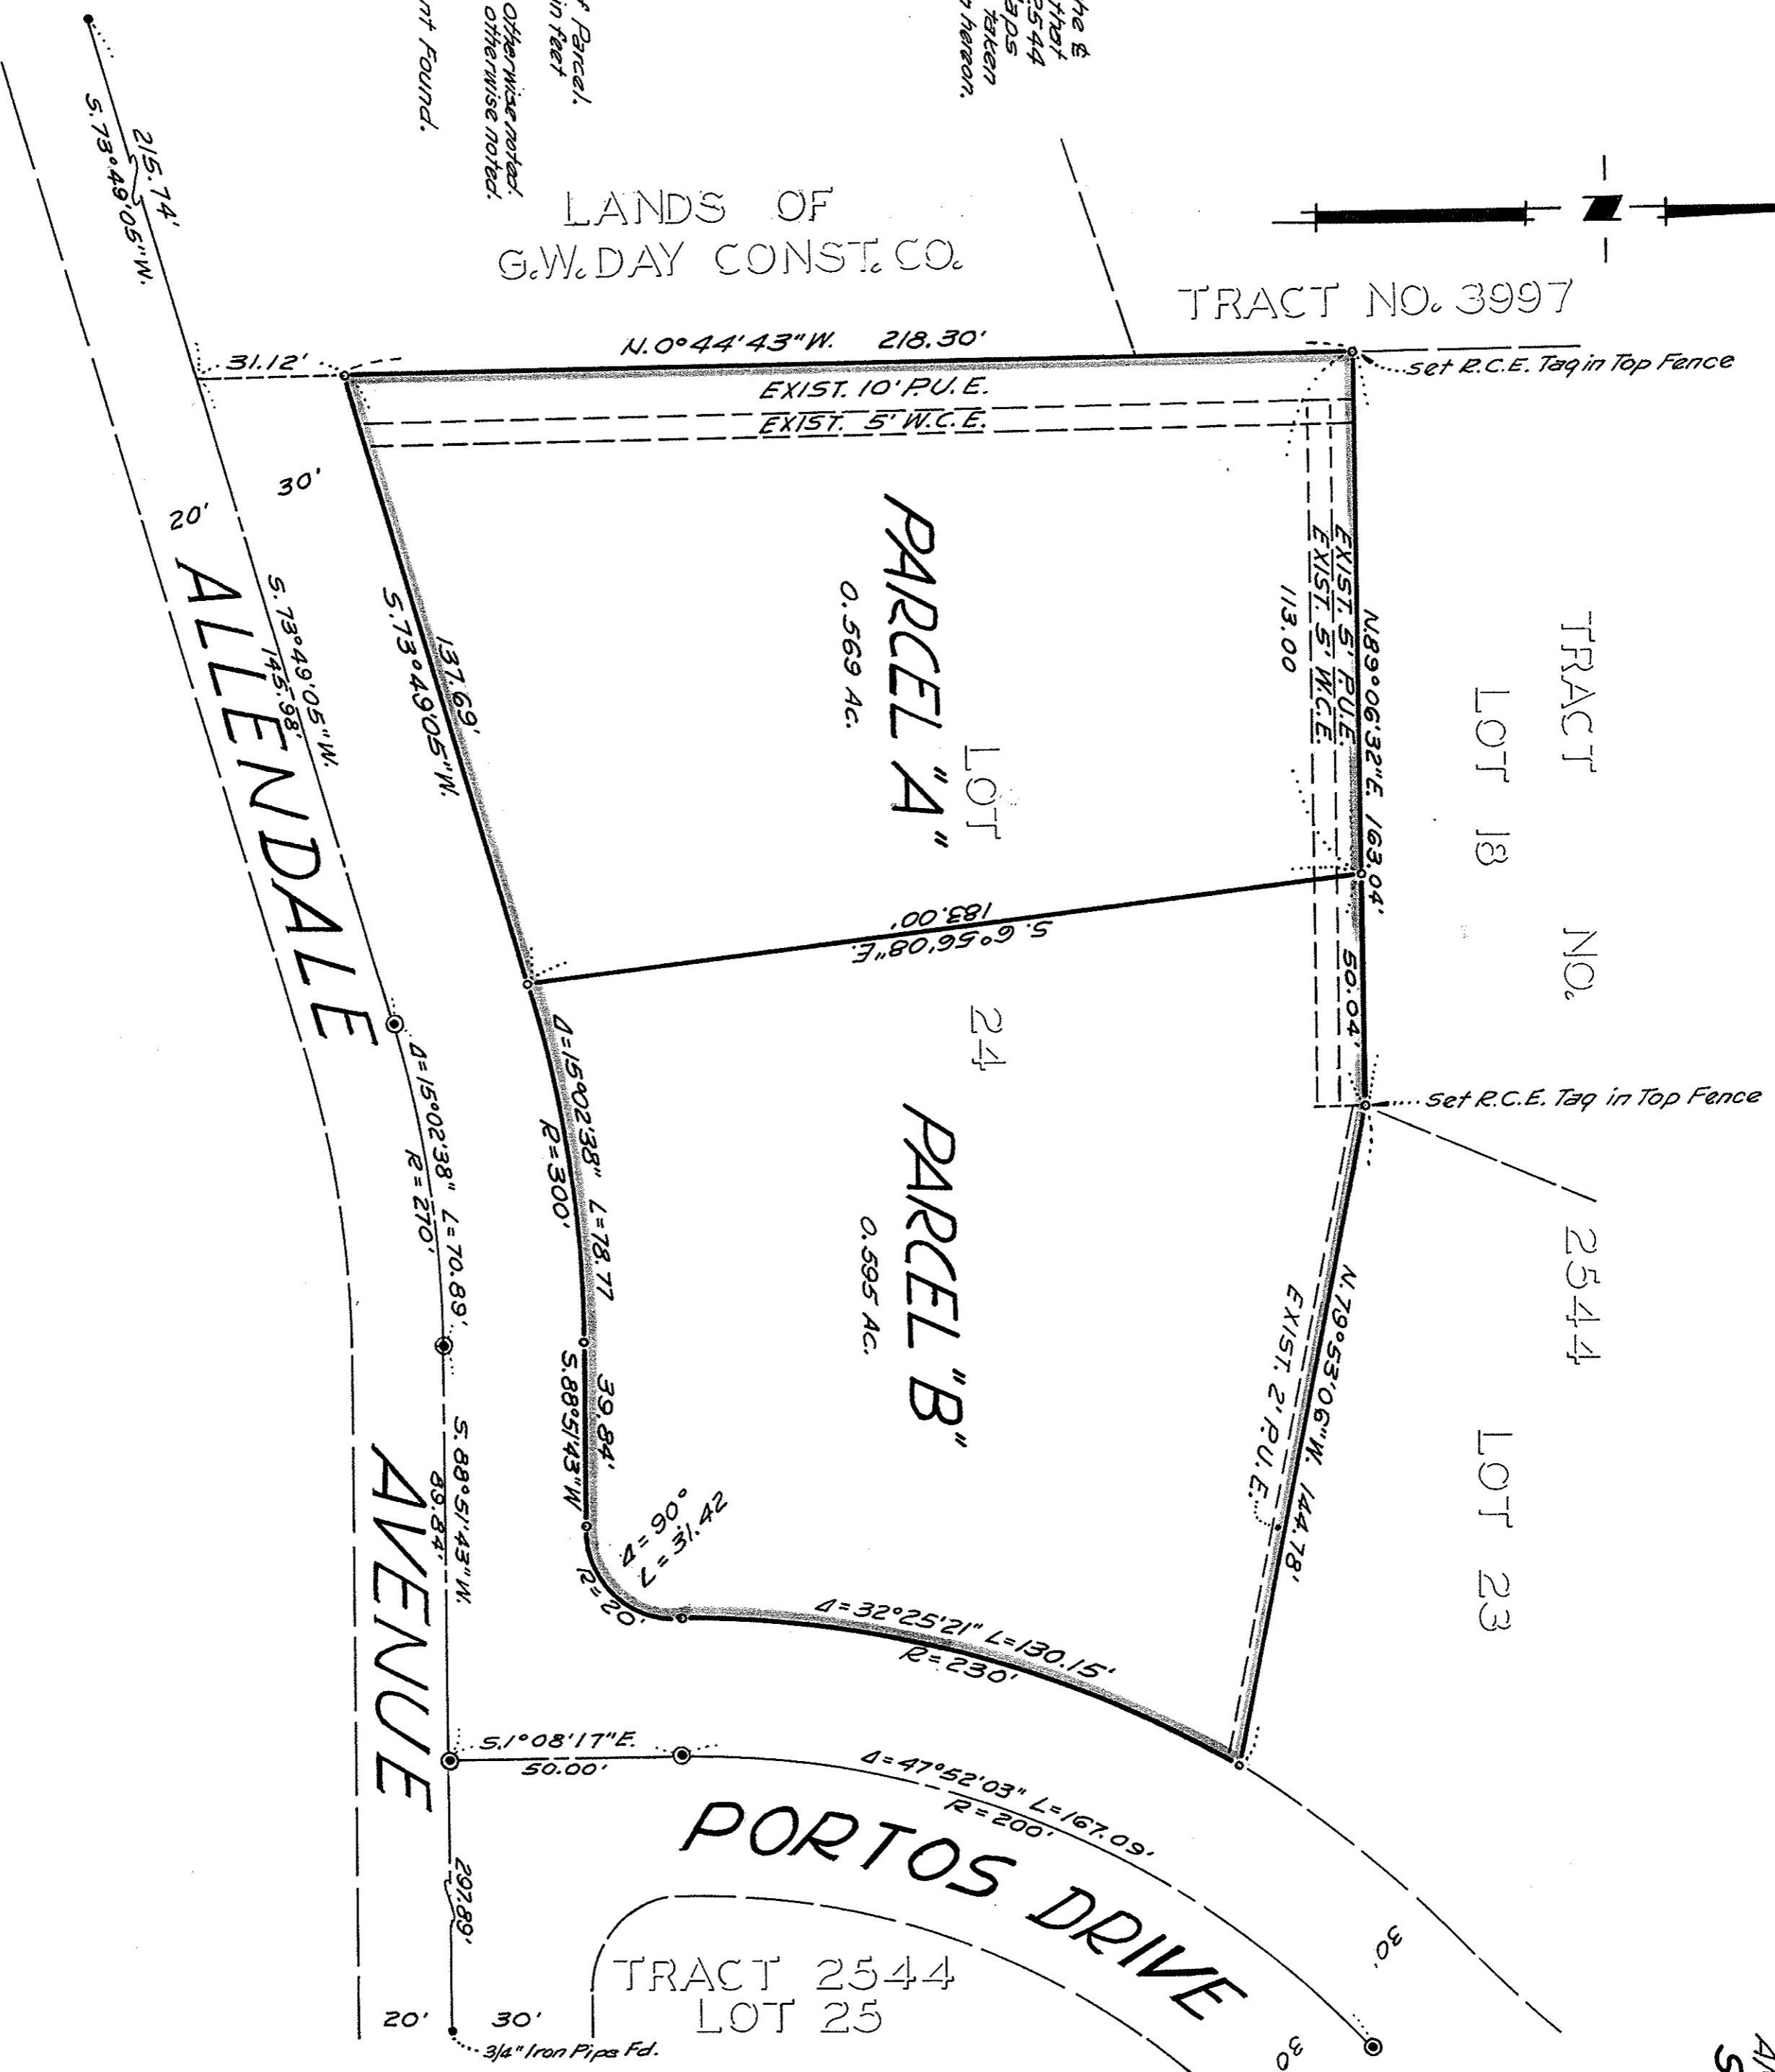 he &
that
2544
aps
taken
hereon.
f Parcel.
in feet
otherwise noted.
otherwise noted.
nt Found.
LANDS OF
G.W. DAY CONST. CO.
TRACT NO. 3997
set R.C.E. Tag in Top Fence
N. 0°44'43"W. 218.30'
31.12'
EXIST. 10' P.U.E.
EXIST. 5' W.C.E.
215.74'
S. 73°49'05"W.
30'
20'
EXIST. 5' P.U.E.
EXIST. 5' W.C.E.
113.00
N. 89°06'32"E. 163.04'
50.04'
TRACT NO. 2544
LOT 18
LOT 23
PARCEL "A"
0.569 Ac.
LOT 24
137.69'
S. 73°49'05"W.
S. 73°49'05"W.
145.98'
ALLENDALE AVENUE
S. 6°56'08"E.
183.00'
set R.C.E. Tag in Top Fence
PARCEL "B"
0.595 Ac.
Δ=15°02'38" L=78.77
R=300'
Δ=15°02'38" L=70.89'
R=270'
39.84'
S. 88°51'43"W
S. 88°51'43"W.
89.84'
N. 79°53'06"W. 144.78'
EXIST. 2' P.U.E.
Δ=90°
L=31.42
R=20'
Δ=32°25'21" L=130.15'
R=230'
S. 1°08'17"E.
50.00'
Δ=47°52'03" L=167.09'
R=200'
PORTOS DRIVE
30'
30'
297.89'
TRACT 2544
LOT 25
20' 30'
3/4" Iron Pipe Fd.